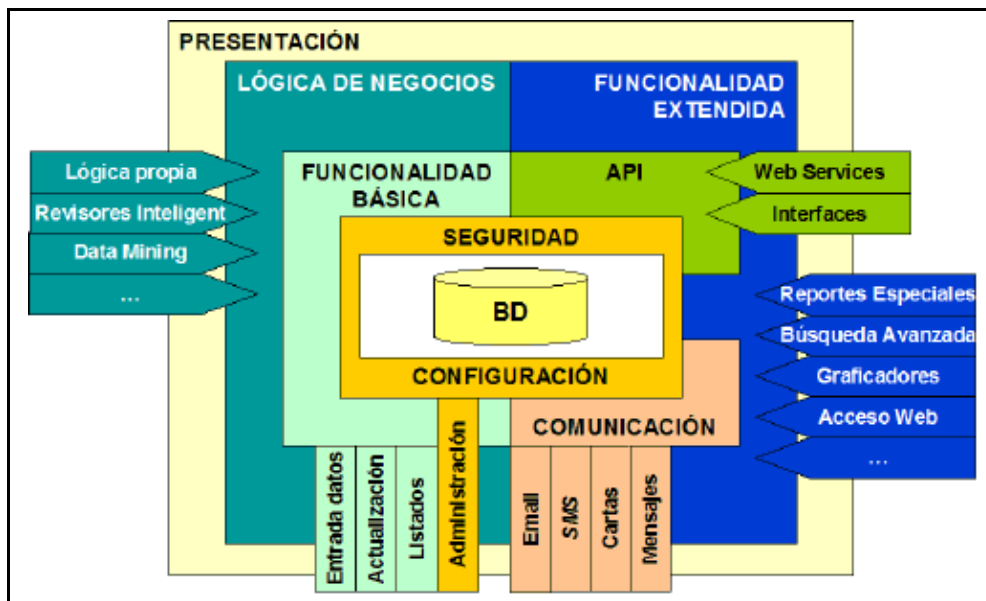 PRESENTACIÓN
LÓGICA DE NEGOCIOS
FUNCIONALIDAD
EXTENDIDA
Lógica propia
Revisores Inteligent
Data Mining
...
FUNCIONALIDAD
BÁSICA
API
Web Services
Interfaces
SEGURIDAD
BD
CONFIGURACIÓN
Reportes Especiales
Búsqueda Avanzada
Graficadores
Acceso Web
...
COMUNICACIÓN
Entrada datos
Actualización
Listados
Administración
Email
SMS
Cartas
Mensajes